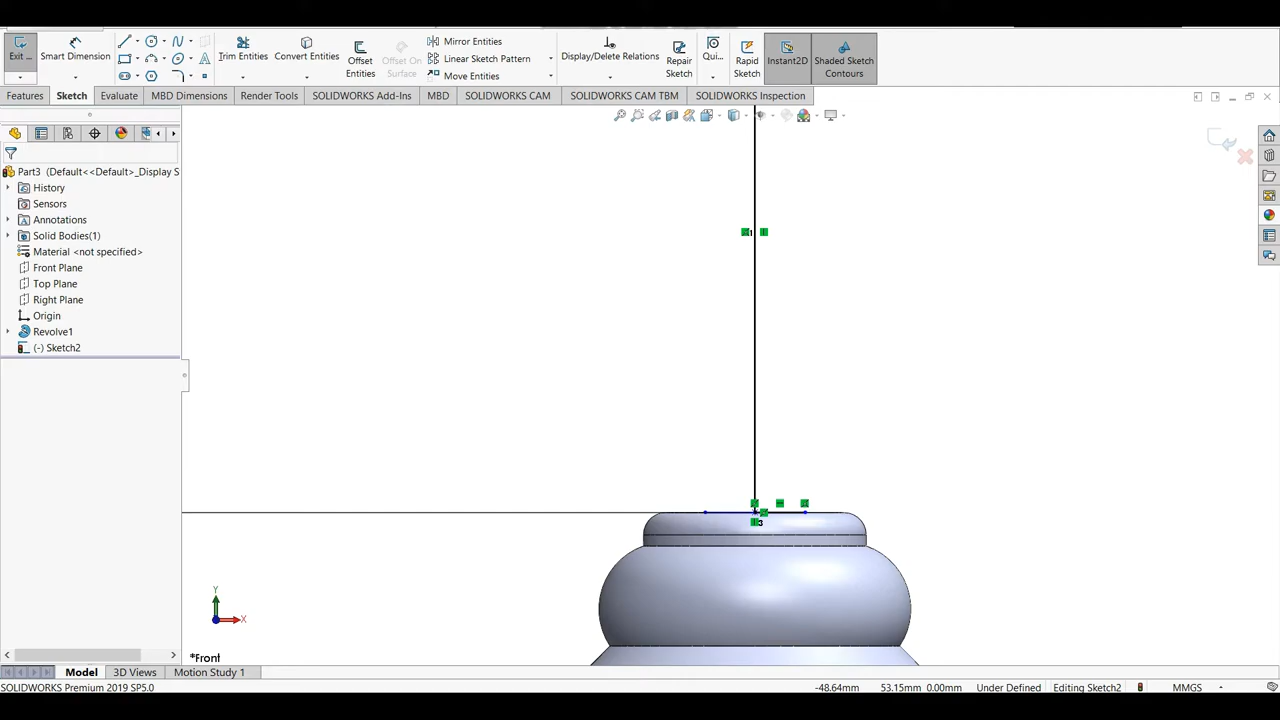 Exit ...
Smart Dimension
Trim Entities
Convert Entities
Offset Entities
Offset On Surface
Mirror Entities
Linear Sketch Pattern
Move Entities
Display/Delete Relations
Repair Sketch
Qui...
Rapid Sketch
Instant2D
Shaded Sketch Contours
Features
Sketch
Evaluate
MBD Dimensions
Render Tools
SOLIDWORKS Add-Ins
MBD
SOLIDWORKS CAM
SOLIDWORKS CAM TBM
SOLIDWORKS Inspection
Part3 (Default<<Default>_Display S
History
Sensors
Annotations
Solid Bodies(1)
Material <not specified>
Front Plane
Top Plane
Right Plane
Origin
Revolve1
(-) Sketch2
1
3
Y
X
*Front
Model
3D Views
Motion Study 1
SOLIDWORKS Premium 2019 SP5.0
-48.64mm
53.15mm 0.00mm
Under Defined
Editing Sketch2
MMGS